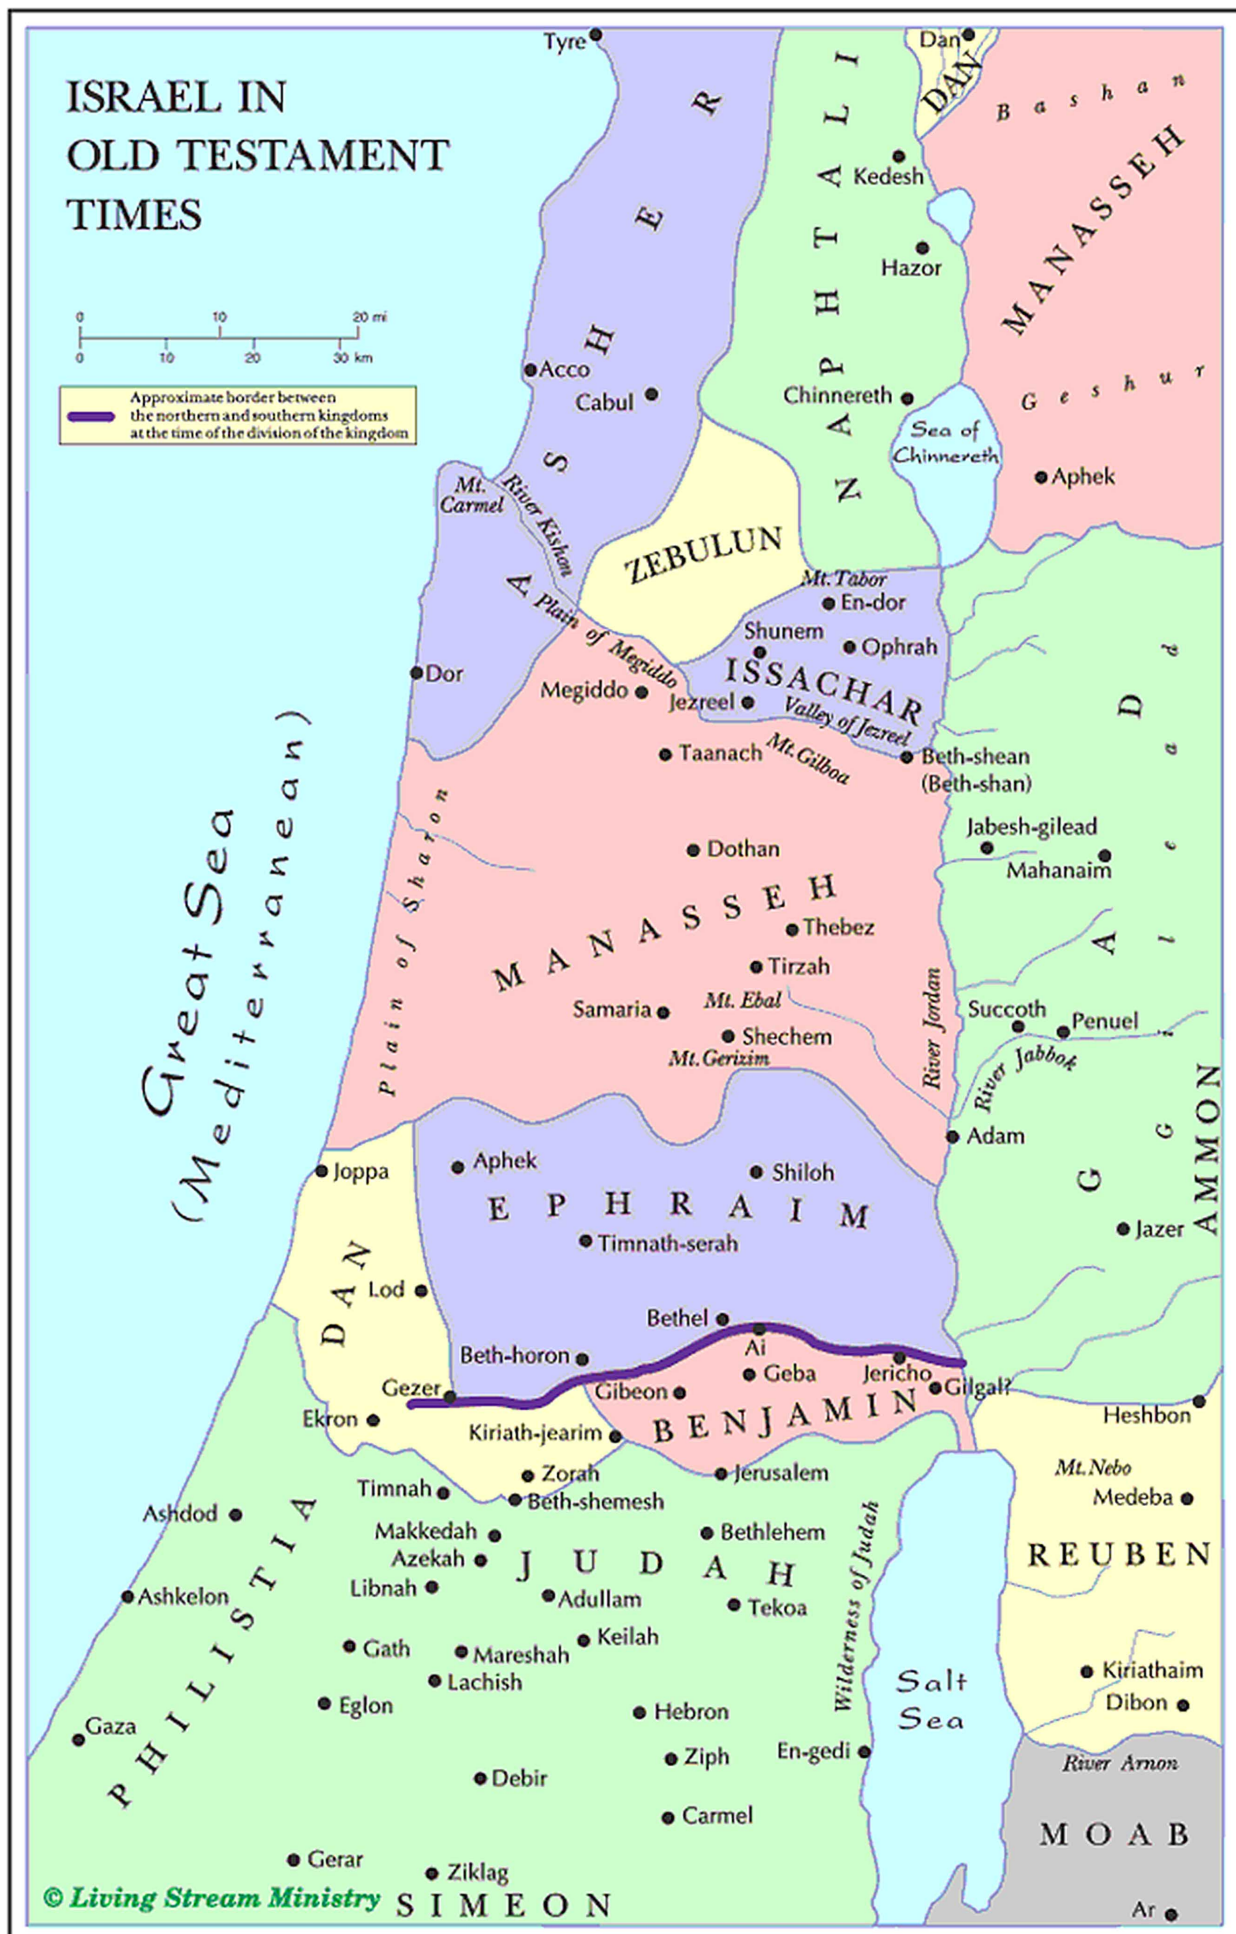 ISRAEL IN
OLD TESTAMENT
TIMES
0 10 20 mi
0 10 20 30 km
Approximate border between
the northern and southern kingdoms
at the time of the division of the kingdom
Tyre
Dan
DAN
Bashan
MANASSEH
ASHER
NAPHTALI
Kedesh
Hazor
Acco
Cabul
Chinnereth
Geshur
Sea of
Chinnereth
Aphek
Mt.
Carmel
River Kishon
ZEBULUN
Mt. Tabor
En-dor
Plain of Megiddo
Shunem
Ophrah
ISSACHAR
Dor
Megiddo
Jezreel
Valley of Jezreel
Taanach
Mt. Gilboa
Beth-shean
(Beth-shan)
Great Sea
(Mediterranean)
Plain of Sharon
Dothan
Jabesh-gilead
Mahanaim
MANASSEH
Thebez
Tirzah
GAD
Gilead
Samaria
Mt. Ebal
Shechem
Mt. Gerizim
River Jordan
Succoth
Penuel
River Jabbok
AMMON
Adam
Joppa
Aphek
Shiloh
EPHRAIM
Timnath-serah
Jazer
DAN
Lod
Bethel
Ai
Beth-horon
Geba
Jericho
Gilgal?
Gezer
Gibeon
BENJAMIN
Heshbon
Ekron
Kiriath-jearim
Zorah
Jerusalem
Mt. Nebo
Medeba
Timnah
Beth-shemesh
Ashdod
Makkedah
Bethlehem
Azekah
JUDAH
REUBEN
Libnah
Adullam
Tekoa
Ashkelon
PHILISTIA
Wilderness of Judah
Gath
Mareshah
Keilah
Lachish
Kiriathaim
Eglon
Hebron
Salt
Sea
Dibon
Gaza
Ziph
En-gedi
River Arnon
Debir
Carmel
MOAB
Gerar
Ziklag
© Living Stream Ministry
SIMEON
Ar